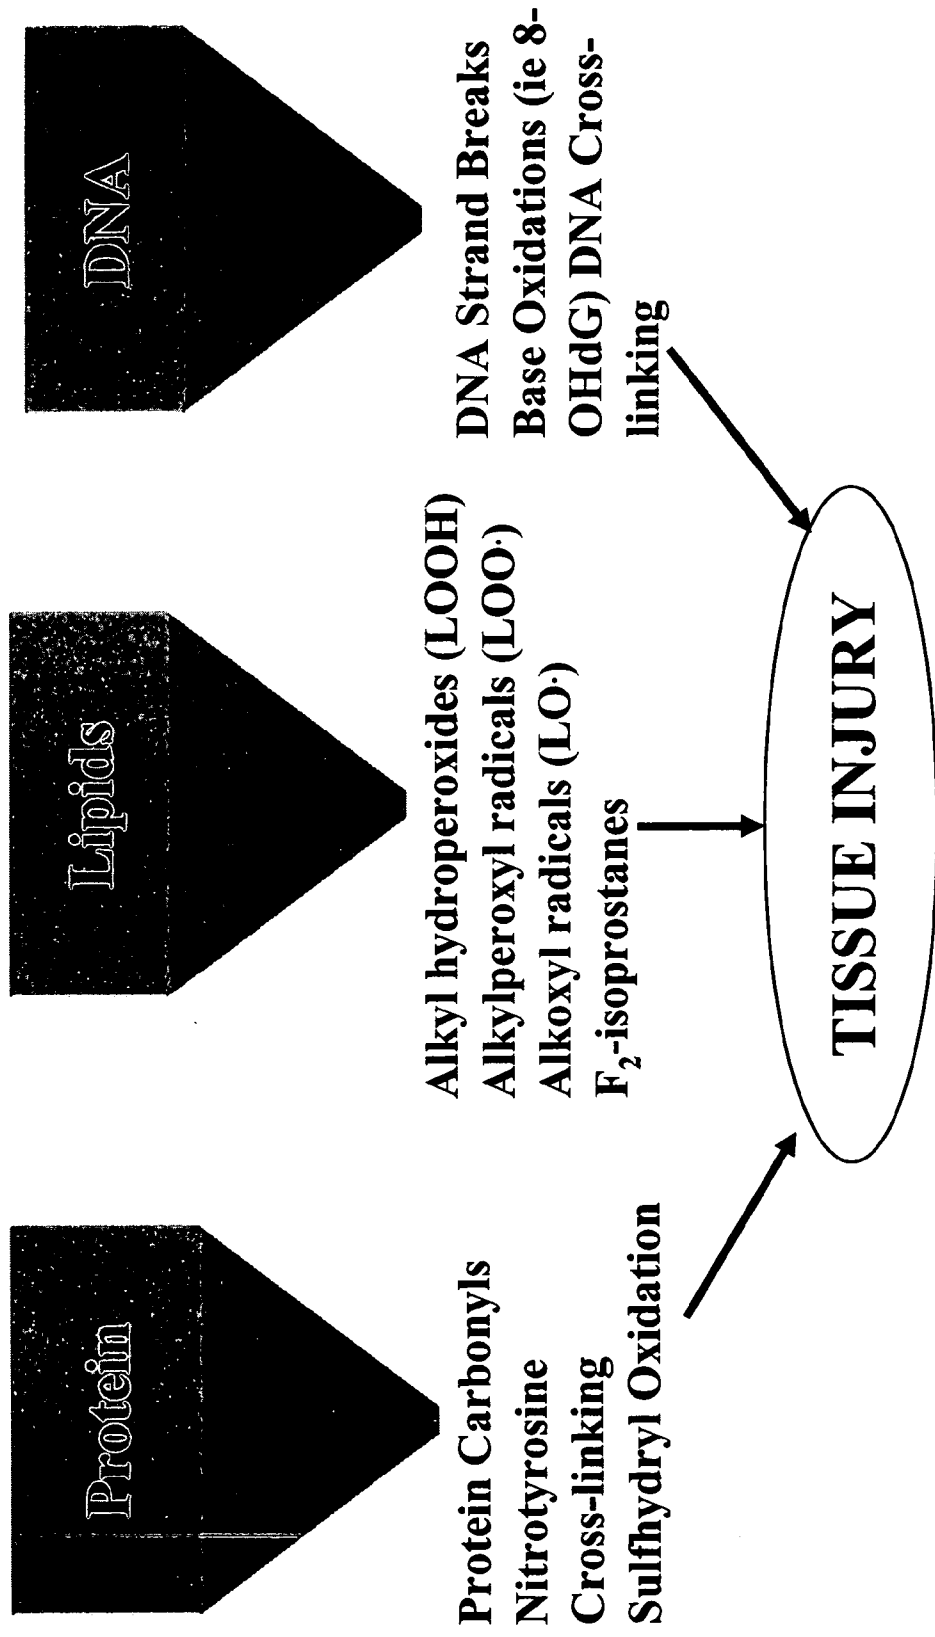 Protein
Protein Carbonyls
Nitrotyrosine
Cross-linking
Sulfhydryl Oxidation
Lipids
Alkyl hydroperoxides (LOOH)
Alkylperoxyl radicals (LOO·)
Alkoxyl radicals (LO·)
F₂-isoprostanes
DNA
DNA Strand Breaks
Base Oxidations (ie 8-
OHdG) DNA Cross-
linking
TISSUE INJURY